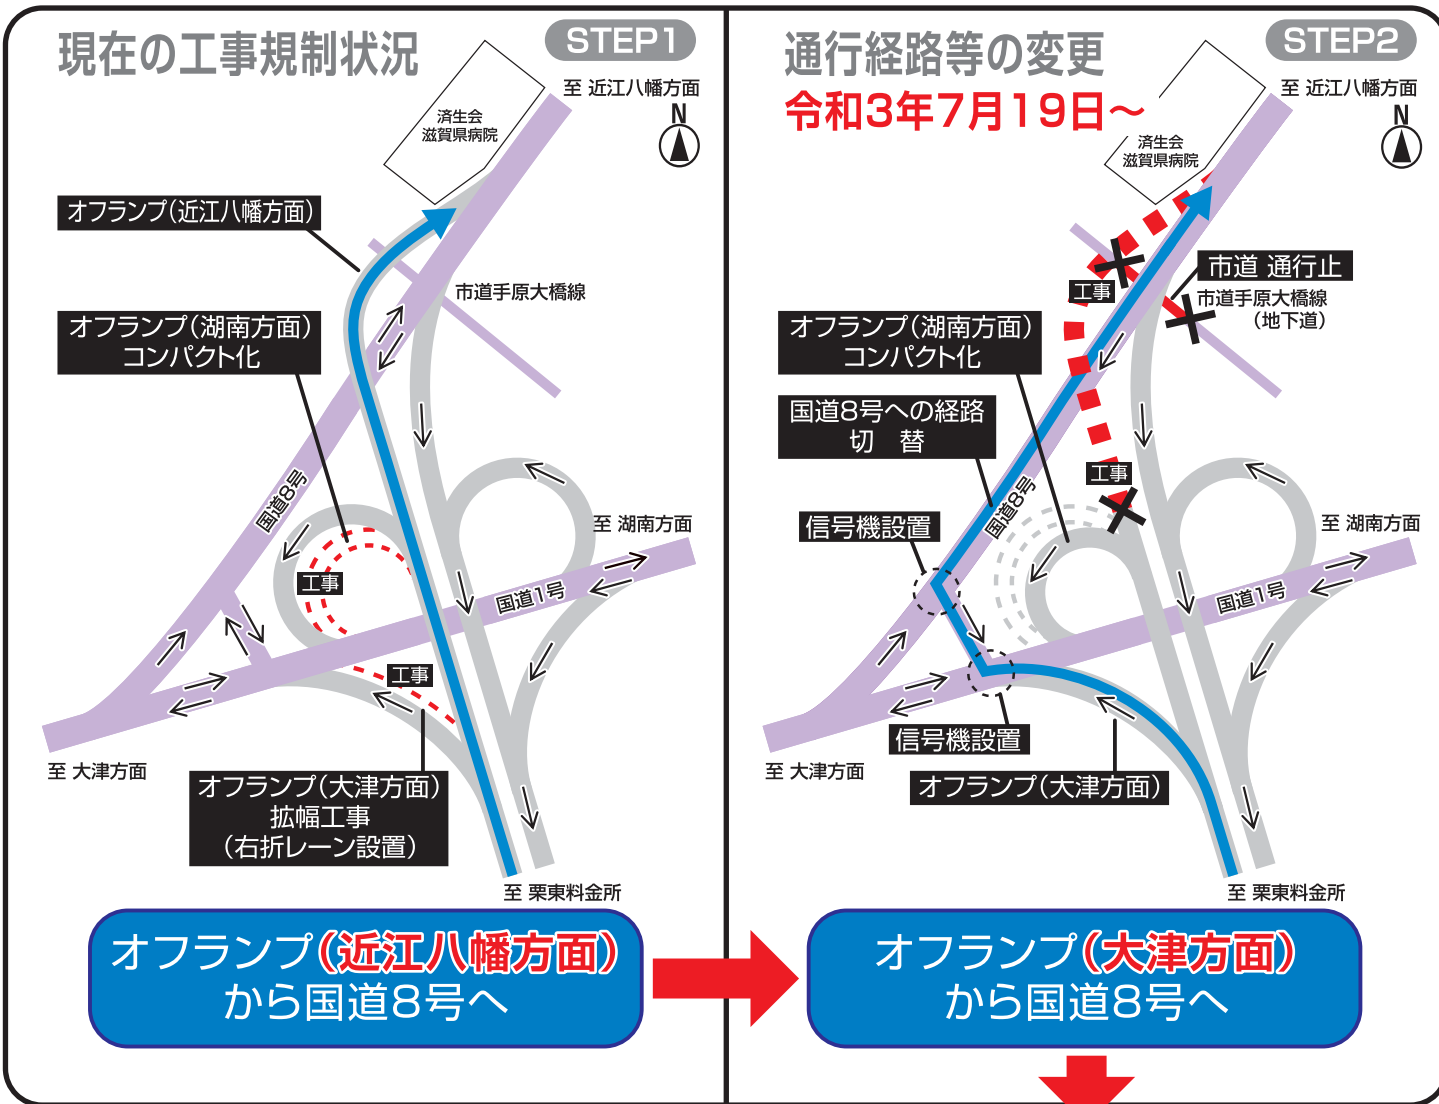 現在の工事規制状況
STEP1
至 近江八幡方面
N
済生会
滋賀県病院
オフランプ(近江八幡方面)
市道手原大橋線
オフランプ(湖南方面)
コンパクト化
国道8号
至 湖南方面
工事
国道1号
工事
至 大津方面
オフランプ(大津方面)
拡幅工事
(右折レーン設置)
至 栗東料金所
オフランプ(近江八幡方面)
から国道8号へ
通行経路等の変更
STEP2
令和3年7月19日～
至 近江八幡方面
N
済生会
滋賀県病院
市道 通行止
工事
市道手原大橋線
(地下道)
オフランプ(湖南方面)
コンパクト化
国道8号への経路
切 替
工事
国道8号
信号機設置
至 湖南方面
国道1号
信号機設置
至 大津方面
オフランプ(大津方面)
至 栗東料金所
オフランプ(大津方面)
から国道8号へ